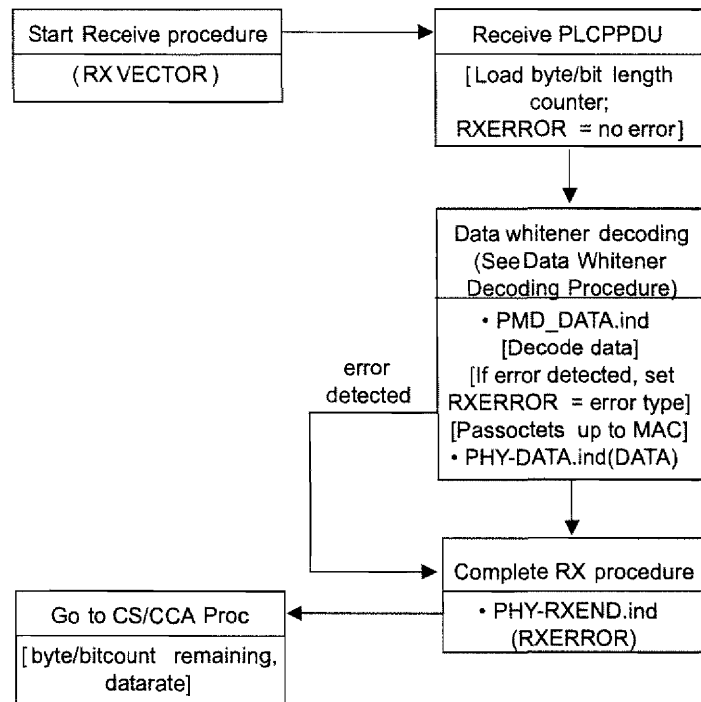 Start Receive procedure
(RXVECTOR)
Receive PLCPPDU
[Load byte/bit length
counter;
RXERROR = no error]
Data whitener decoding
(See Data Whitener
Decoding Procedure)
• PMD_DATA.ind
[Decode data]
[If error detected, set
RXERROR = error type]
[Passoctets up to MAC]
• PHY-DATA.ind(DATA)
error
detected
Complete RX procedure
• PHY-RXEND.ind
(RXERROR)
Go to CS/CCA Proc
[byte/bitcount remaining,
datarate]